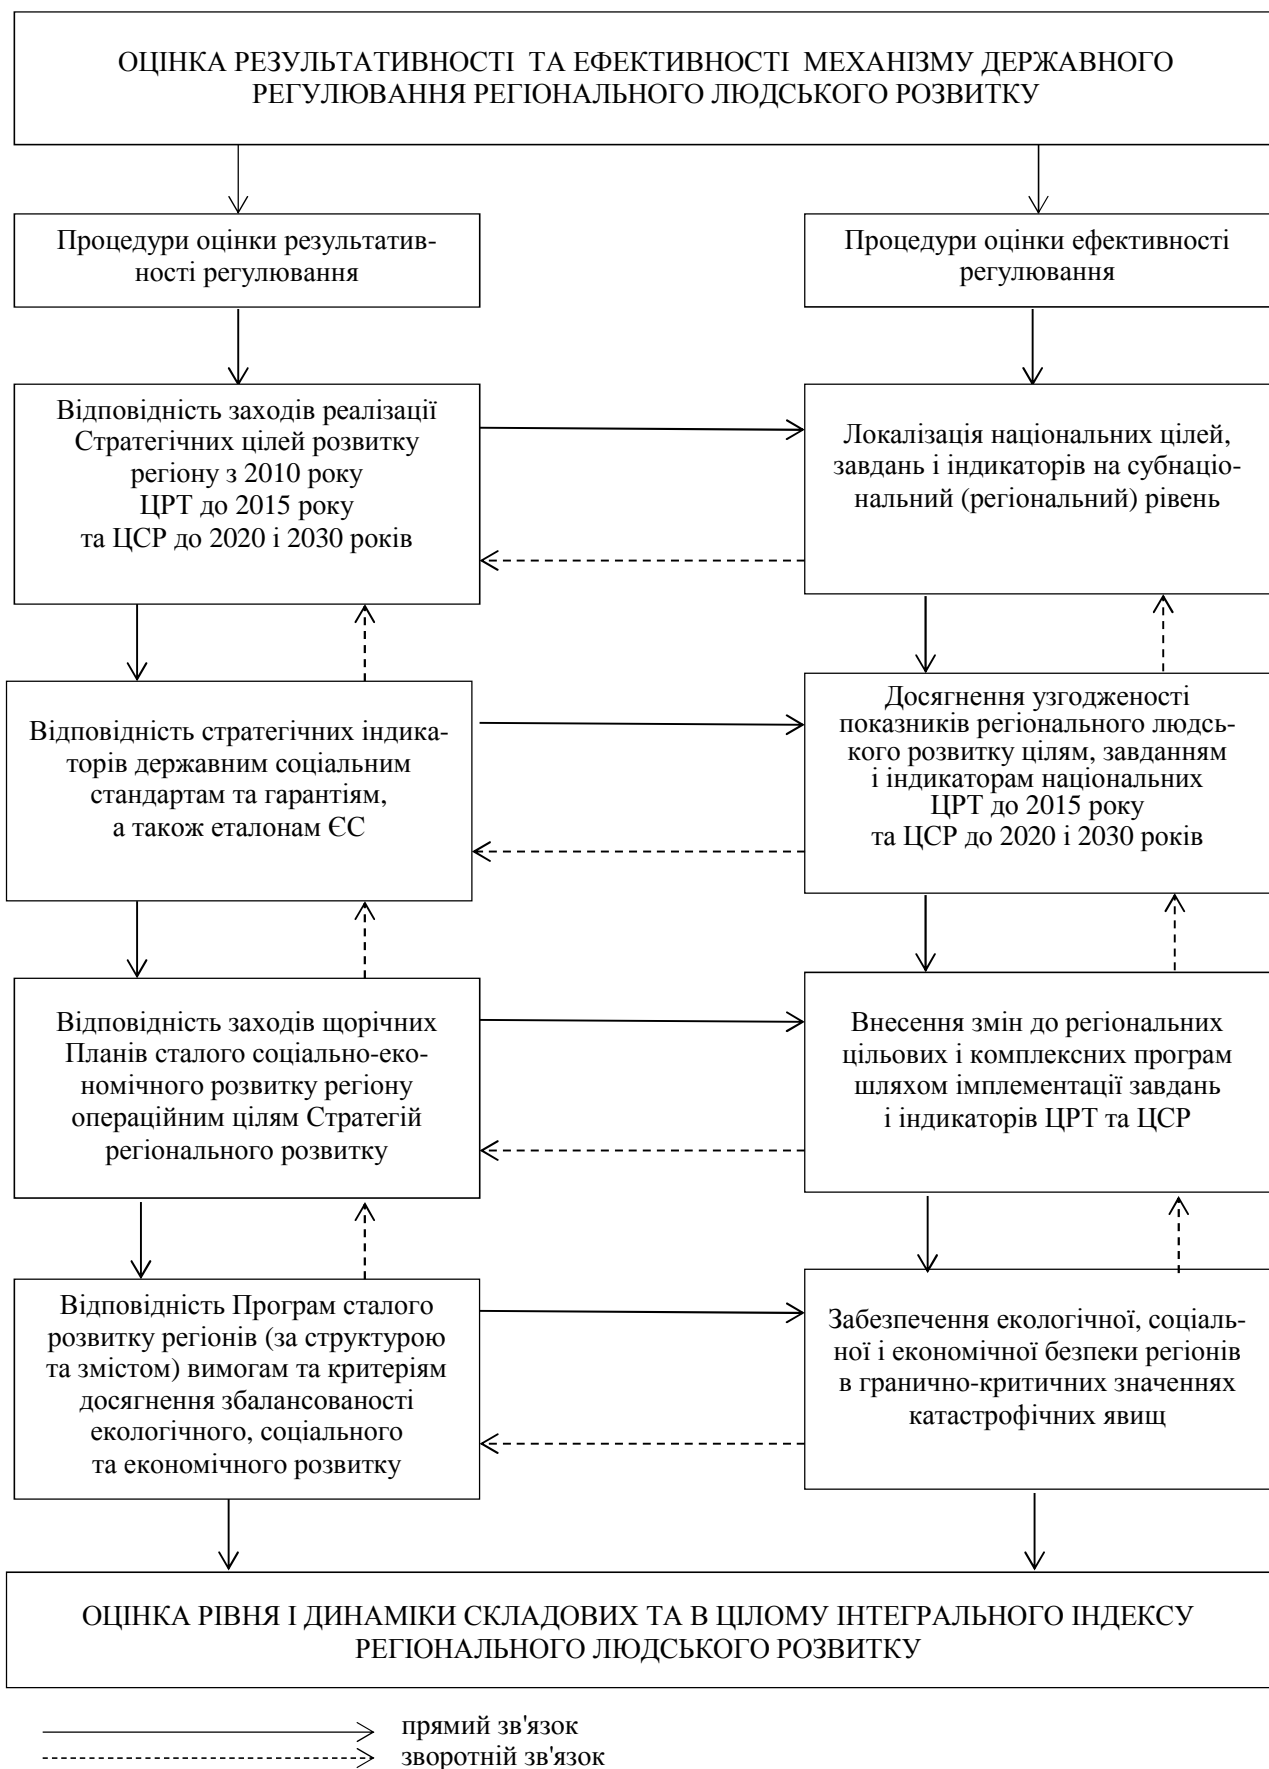 ОЦІНКА РЕЗУЛЬТАТИВНОСТІ ТА ЕФЕКТИВНОСТІ МЕХАНІЗМУ ДЕРЖАВНОГО
РЕГУЛЮВАННЯ РЕГІОНАЛЬНОГО ЛЮДСЬКОГО РОЗВИТКУ
Процедури оцінки результатив-
ності регулювання
Процедури оцінки ефективності
регулювання
Відповідність заходів реалізації
Стратегічних цілей розвитку
регіону з 2010 року
ЦРТ до 2015 року
та ЦСР до 2020 і 2030 років
Локалізація національних цілей,
завдань і індикаторів на субнаціо-
нальний (регіональний) рівень
Відповідність стратегічних індика-
торів державним соціальним
стандартам та гарантіям,
а також еталонам ЄС
Досягнення узгодженості
показників регіонального людсь-
кого розвитку цілям, завданням
і індикаторам національних
ЦРТ до 2015 року
та ЦСР до 2020 і 2030 років
Відповідність заходів щорічних
Планів сталого соціально-еко-
номічного розвитку регіону
операційним цілям Стратегій
регіонального розвитку
Внесення змін до регіональних
цільових і комплексних програм
шляхом імплементації завдань
і індикаторів ЦРТ та ЦСР
Відповідність Програм сталого
розвитку регіонів (за структурою
та змістом) вимогам та критеріям
досягнення збалансованості
екологічного, соціального
та економічного розвитку
Забезпечення екологічної, соціаль-
ної і економічної безпеки регіонів
в гранично-критичних значеннях
катастрофічних явищ
ОЦІНКА РІВНЯ І ДИНАМІКИ СКЛАДОВИХ ТА В ЦІЛОМУ ІНТЕГРАЛЬНОГО ІНДЕКСУ
РЕГІОНАЛЬНОГО ЛЮДСЬКОГО РОЗВИТКУ
прямий зв'язок
зворотній зв'язок